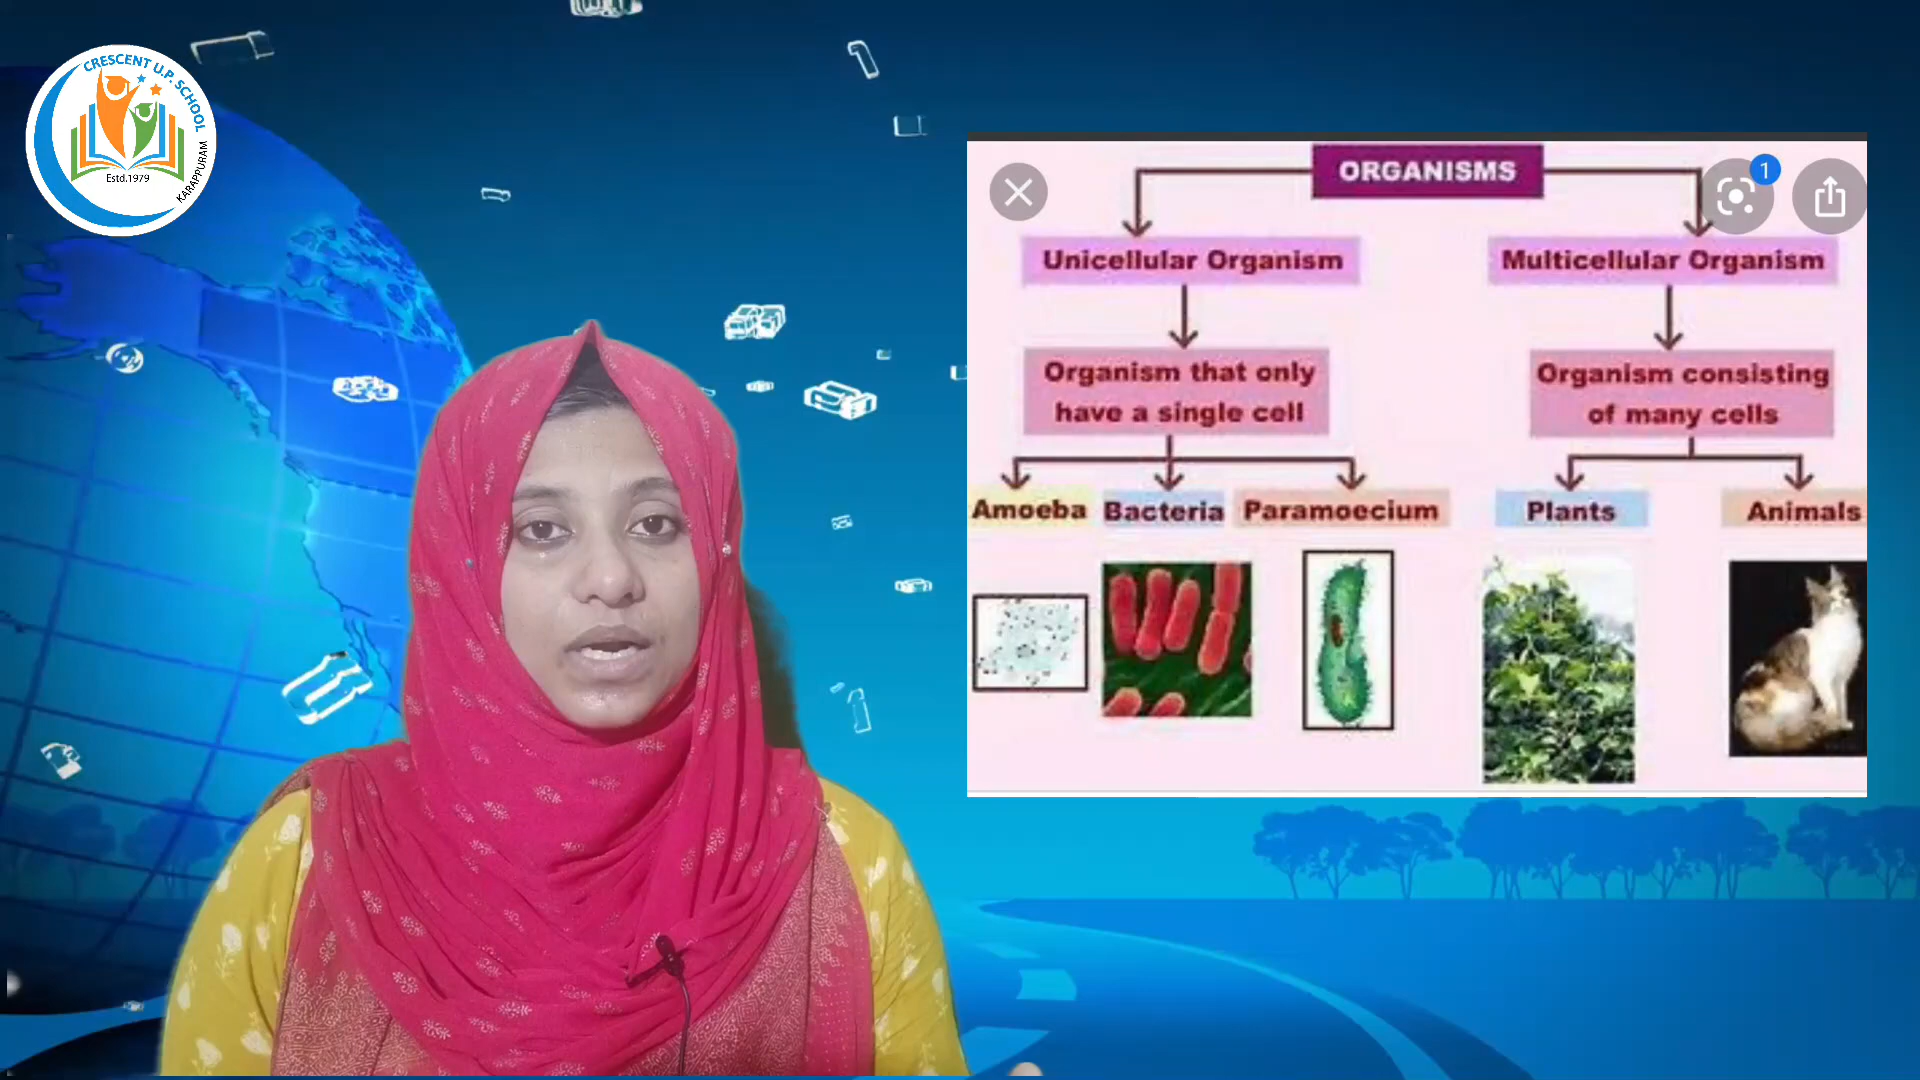 CRESCENT U.P. SCHOOL
KARAPPURAM
Estd.1979
ORGANISMS
1
Unicellular Organism
Multicellular Organism
Organism that only
have a single cell
Organism consisting
of many cells
Amoeba
Bacteria
Paramoecium
Plants
Animals